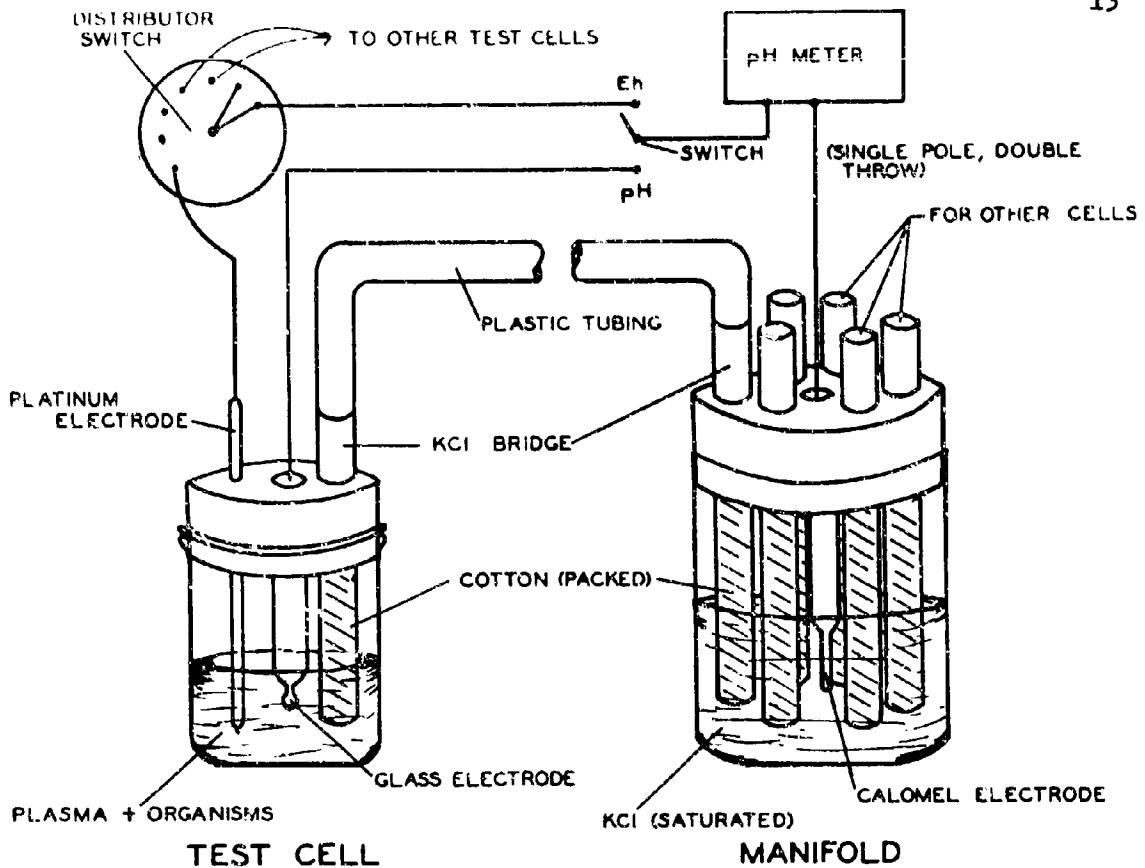 13
DISTRIBUTOR
SWITCH
TO OTHER TEST CELLS
pH METER
Eh
SWITCH
(SINGLE POLE, DOUBLE
THROW)
pH
FOR OTHER CELLS
PLASTIC TUBING
PLATINUM
ELECTRODE
KCl BRIDGE
COTTON (PACKED)
GLASS ELECTRODE
PLASMA + ORGANISMS
CALOMEL ELECTRODE
KCl (SATURATED)
TEST CELL
MANIFOLD